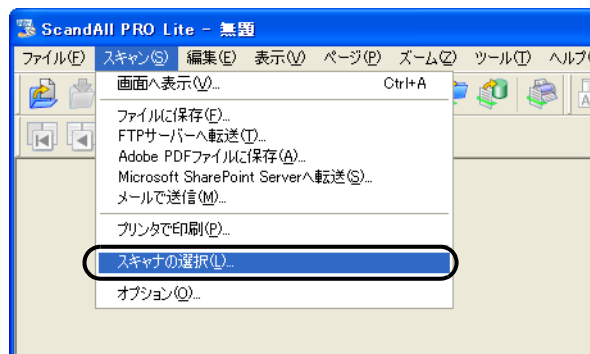 ScandAll PRO Lite - 無題
ファイル(F) スキャン(S) 編集(E) 表示(V) ページ(P) ズーム(Z) ツール(T) ヘルプ(
画面へ表示(V)... Ctrl+A
ファイルに保存(F)...
FTPサーバーへ転送(T)...
Adobe PDFファイルに保存(A)...
Microsoft SharePoint Serverへ転送(S)...
メールで送信(M)...
プリンタで印刷(P)...
スキャナの選択(L)...
オプション(O)...